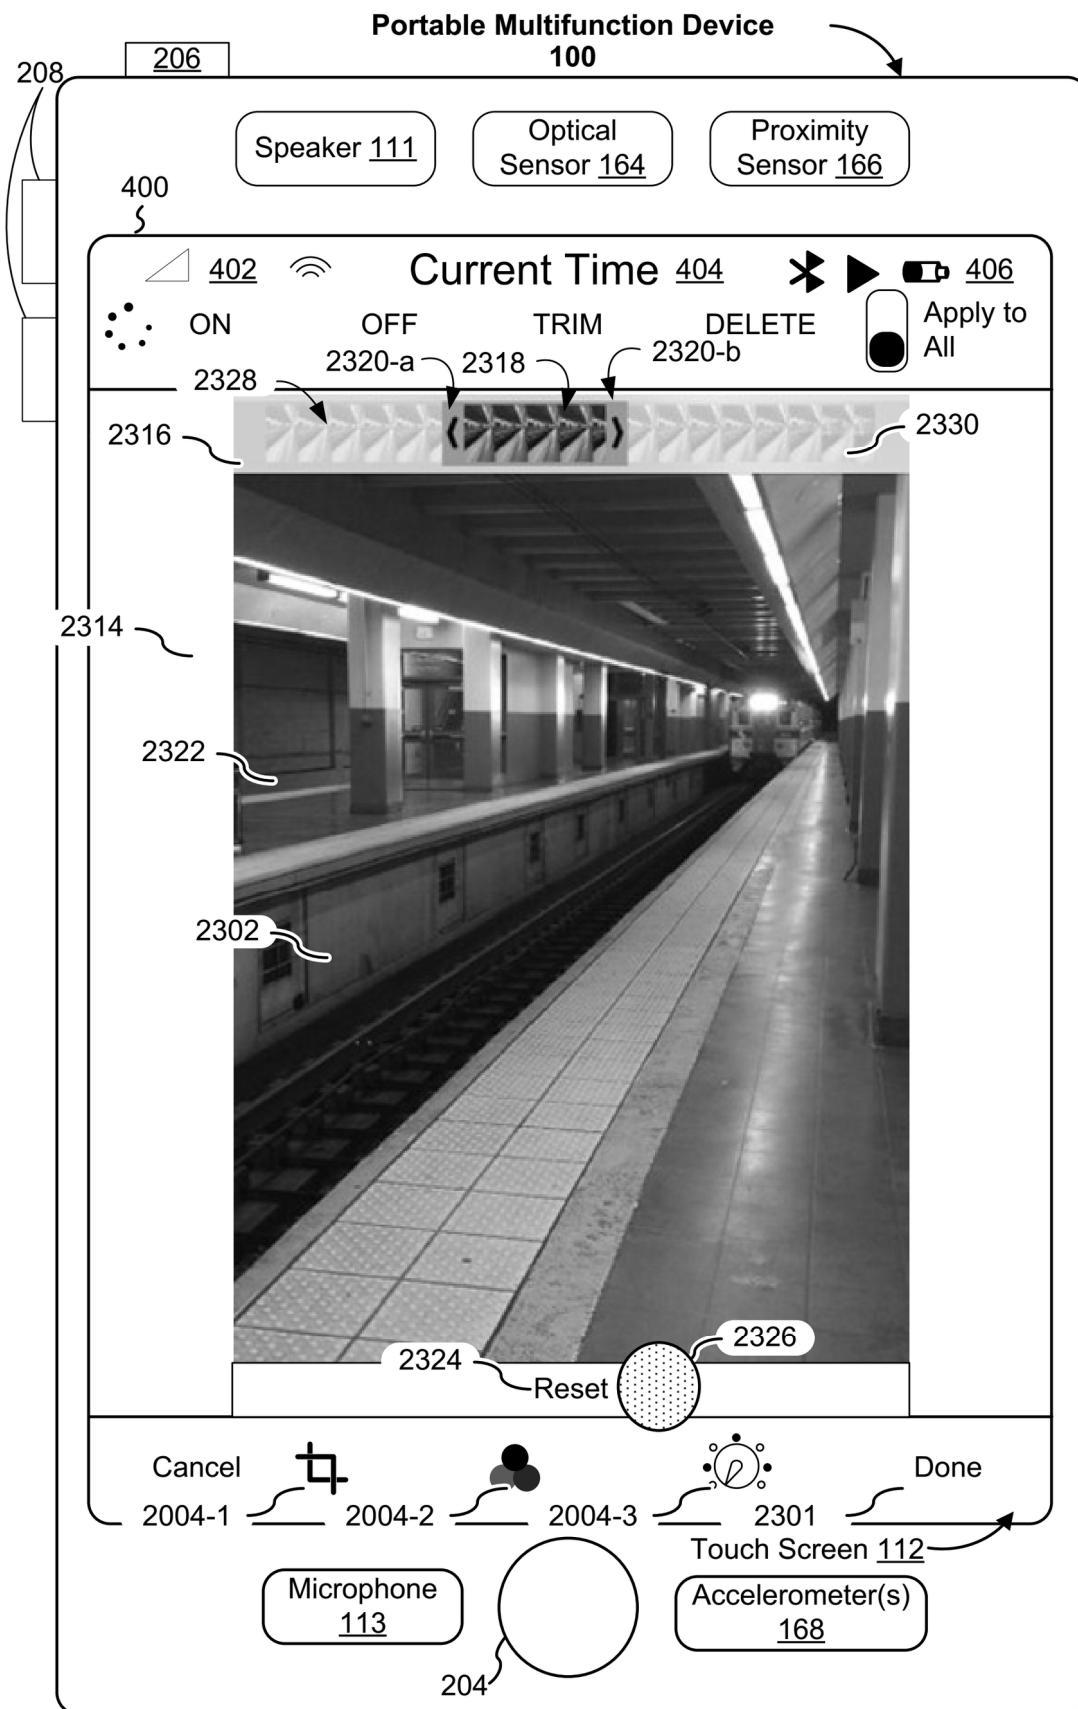 Portable Multifunction Device
100
206
208
Speaker 111
Optical
Sensor 164
Proximity
Sensor 166
400
402
Current Time 404
406
ON
OFF
TRIM
DELETE
Apply to
All
2320-a
2318
2320-b
2328
2316
2330
2314
2322
2302
2326
2324
Reset
Cancel
Done
2004-1
2004-2
2004-3
2301
Touch Screen 112
Microphone
113
Accelerometer(s)
168
204